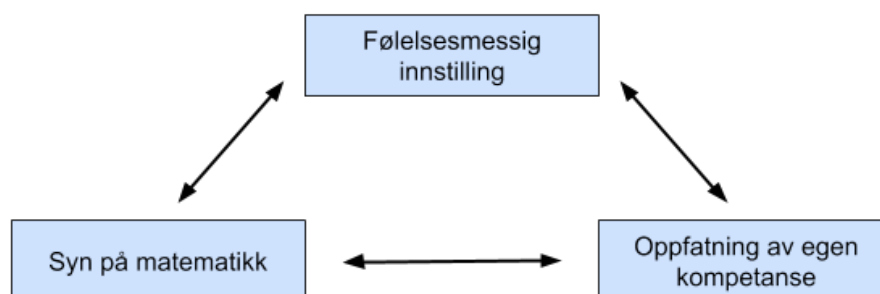 Følelsesmessig
innstilling
Syn på matematikk
Oppfatning av egen
kompetanse